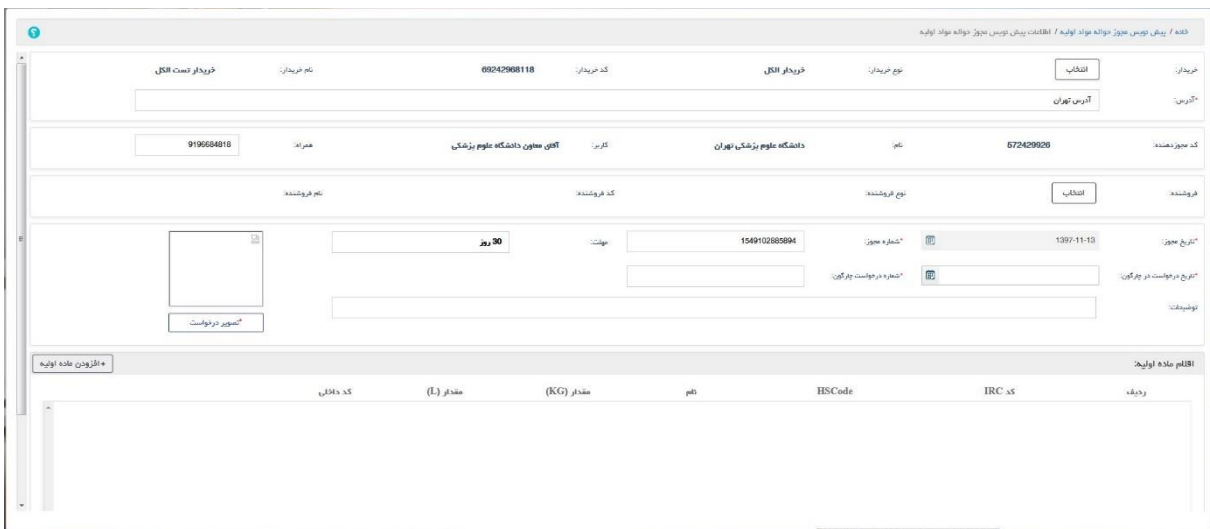 خانه / پیش نویس مجوز حواله مواد اولیه / اطلاعات پیش نویس مجوز حواله مواد اولیه
خریدار: انتخاب نوع خریدار: خریدار الکل کد خریدار: 69242968118 نام خریدار: خریدار تست الکل
*آدرس: آدرس تهران
کد مجوز دهنده: 572429926 نام: دانشگاه علوم پزشکی تهران کاربر: آقای معاون دانشگاه علوم پزشکی همراه: 9196684818
فروشنده: انتخاب نوع فروشنده: کد فروشنده: نام فروشنده:
*تاریخ مجوز: 1397-11-13 *شماره مجوز: 1549102885894 مهلت: 30 روز
*تاریخ درخواست در چارگون: *شماره درخواست چارگون:
توضیحات:
*تصویر درخواست
اقلام ماده اولیه: +افزودن ماده اولیه
ردیف کد IRC HSCode نام مقدار (KG) مقدار (L) کد داخلی